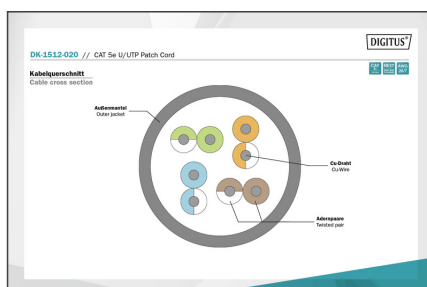 DIGITUS®
DK-1512-020 // CAT 5e U/UTP Patch Cord
Kabelquerschnitt
Cable cross section
Außenmantel
Outer jacket
Cu-Draht
Cu-Wire
Adernpaare
Twisted pair